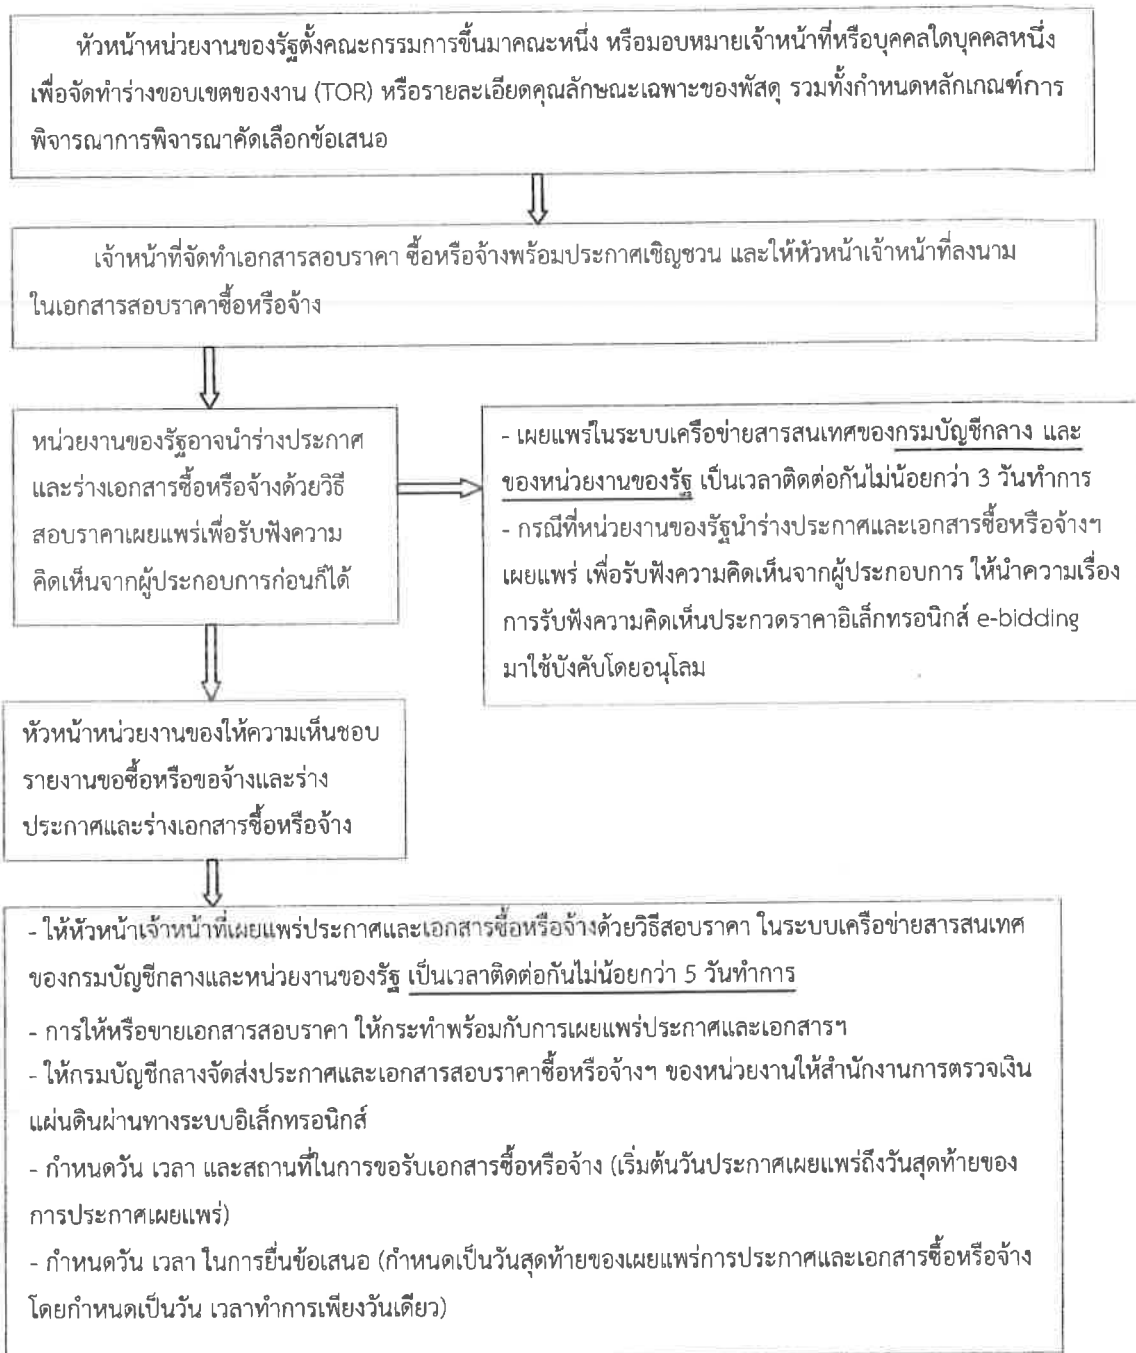 หัวหน้าหน่วยงานของรัฐตั้งคณะกรรมการขึ้นมาคณะหนึ่ง หรือมอบหมายเจ้าหน้าที่หรือบุคคลใดบุคคลหนึ่ง
เพื่อจัดทำร่างขอบเขตของงาน (TOR) หรือรายละเอียดคุณลักษณะเฉพาะของพัสดุ รวมทั้งกำหนดหลักเกณฑ์การ
พิจารณาการพิจารณาคัดเลือกข้อเสนอ
เจ้าหน้าที่จัดทำเอกสารสอบราคา ซื้อหรือจ้างพร้อมประกาศเชิญชวน และให้หัวหน้าเจ้าหน้าที่ลงนาม
ในเอกสารสอบราคาซื้อหรือจ้าง
หน่วยงานของรัฐอาจนำร่างประกาศ
และร่างเอกสารซื้อหรือจ้างด้วยวิธี
สอบราคาเผยแพร่เพื่อรับฟังความ
คิดเห็นจากผู้ประกอบการก่อนก็ได้
- เผยแพร่ในระบบเครือข่ายสารสนเทศของกรมบัญชีกลาง และ
ของหน่วยงานของรัฐ เป็นเวลาติดต่อกันไม่น้อยกว่า 3 วันทำการ
- กรณีที่หน่วยงานของรัฐนำร่างประกาศและเอกสารซื้อหรือจ้างฯ
เผยแพร่ เพื่อรับฟังความคิดเห็นจากผู้ประกอบการ ให้นำความเรื่อง
การรับฟังความคิดเห็นประกวดราคาอิเล็กทรอนิกส์ e-bidding
มาใช้บังคับโดยอนุโลม
หัวหน้าหน่วยงานของให้ความเห็นชอบ
รายงานขอซื้อหรือขอจ้างและร่าง
ประกาศและร่างเอกสารซื้อหรือจ้าง
- ให้หัวหน้าเจ้าหน้าที่เผยแพร่ประกาศและเอกสารซื้อหรือจ้างด้วยวิธีสอบราคา ในระบบเครือข่ายสารสนเทศ
ของกรมบัญชีกลางและหน่วยงานของรัฐ เป็นเวลาติดต่อกันไม่น้อยกว่า 5 วันทำการ
- การให้หรือขายเอกสารสอบราคา ให้กระทำพร้อมกับการเผยแพร่ประกาศและเอกสารฯ
- ให้กรมบัญชีกลางจัดส่งประกาศและเอกสารสอบราคาซื้อหรือจ้างฯ ของหน่วยงานให้สำนักงานการตรวจเงิน
แผ่นดินผ่านทางระบบอิเล็กทรอนิกส์
- กำหนดวัน เวลา และสถานที่ในการขอรับเอกสารซื้อหรือจ้าง (เริ่มต้นวันประกาศเผยแพร่ถึงวันสุดท้ายของ
การประกาศเผยแพร่)
- กำหนดวัน เวลา ในการยื่นข้อเสนอ (กำหนดเป็นวันสุดท้ายของเผยแพร่การประกาศและเอกสารซื้อหรือจ้าง
โดยกำหนดเป็นวัน เวลาทำการเพียงวันเดียว)